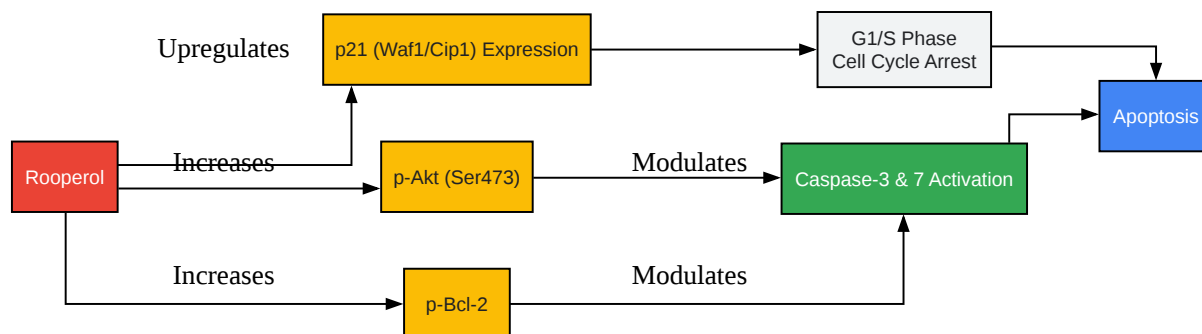 Upregulates
p21 (Waf1/Cip1) Expression
G1/S Phase
Cell Cycle Arrest
Apoptosis
Rooperol
Increases
p-Akt (Ser473)
Modulates
Caspase-3 & 7 Activation
Increases
p-Bcl-2
Modulates